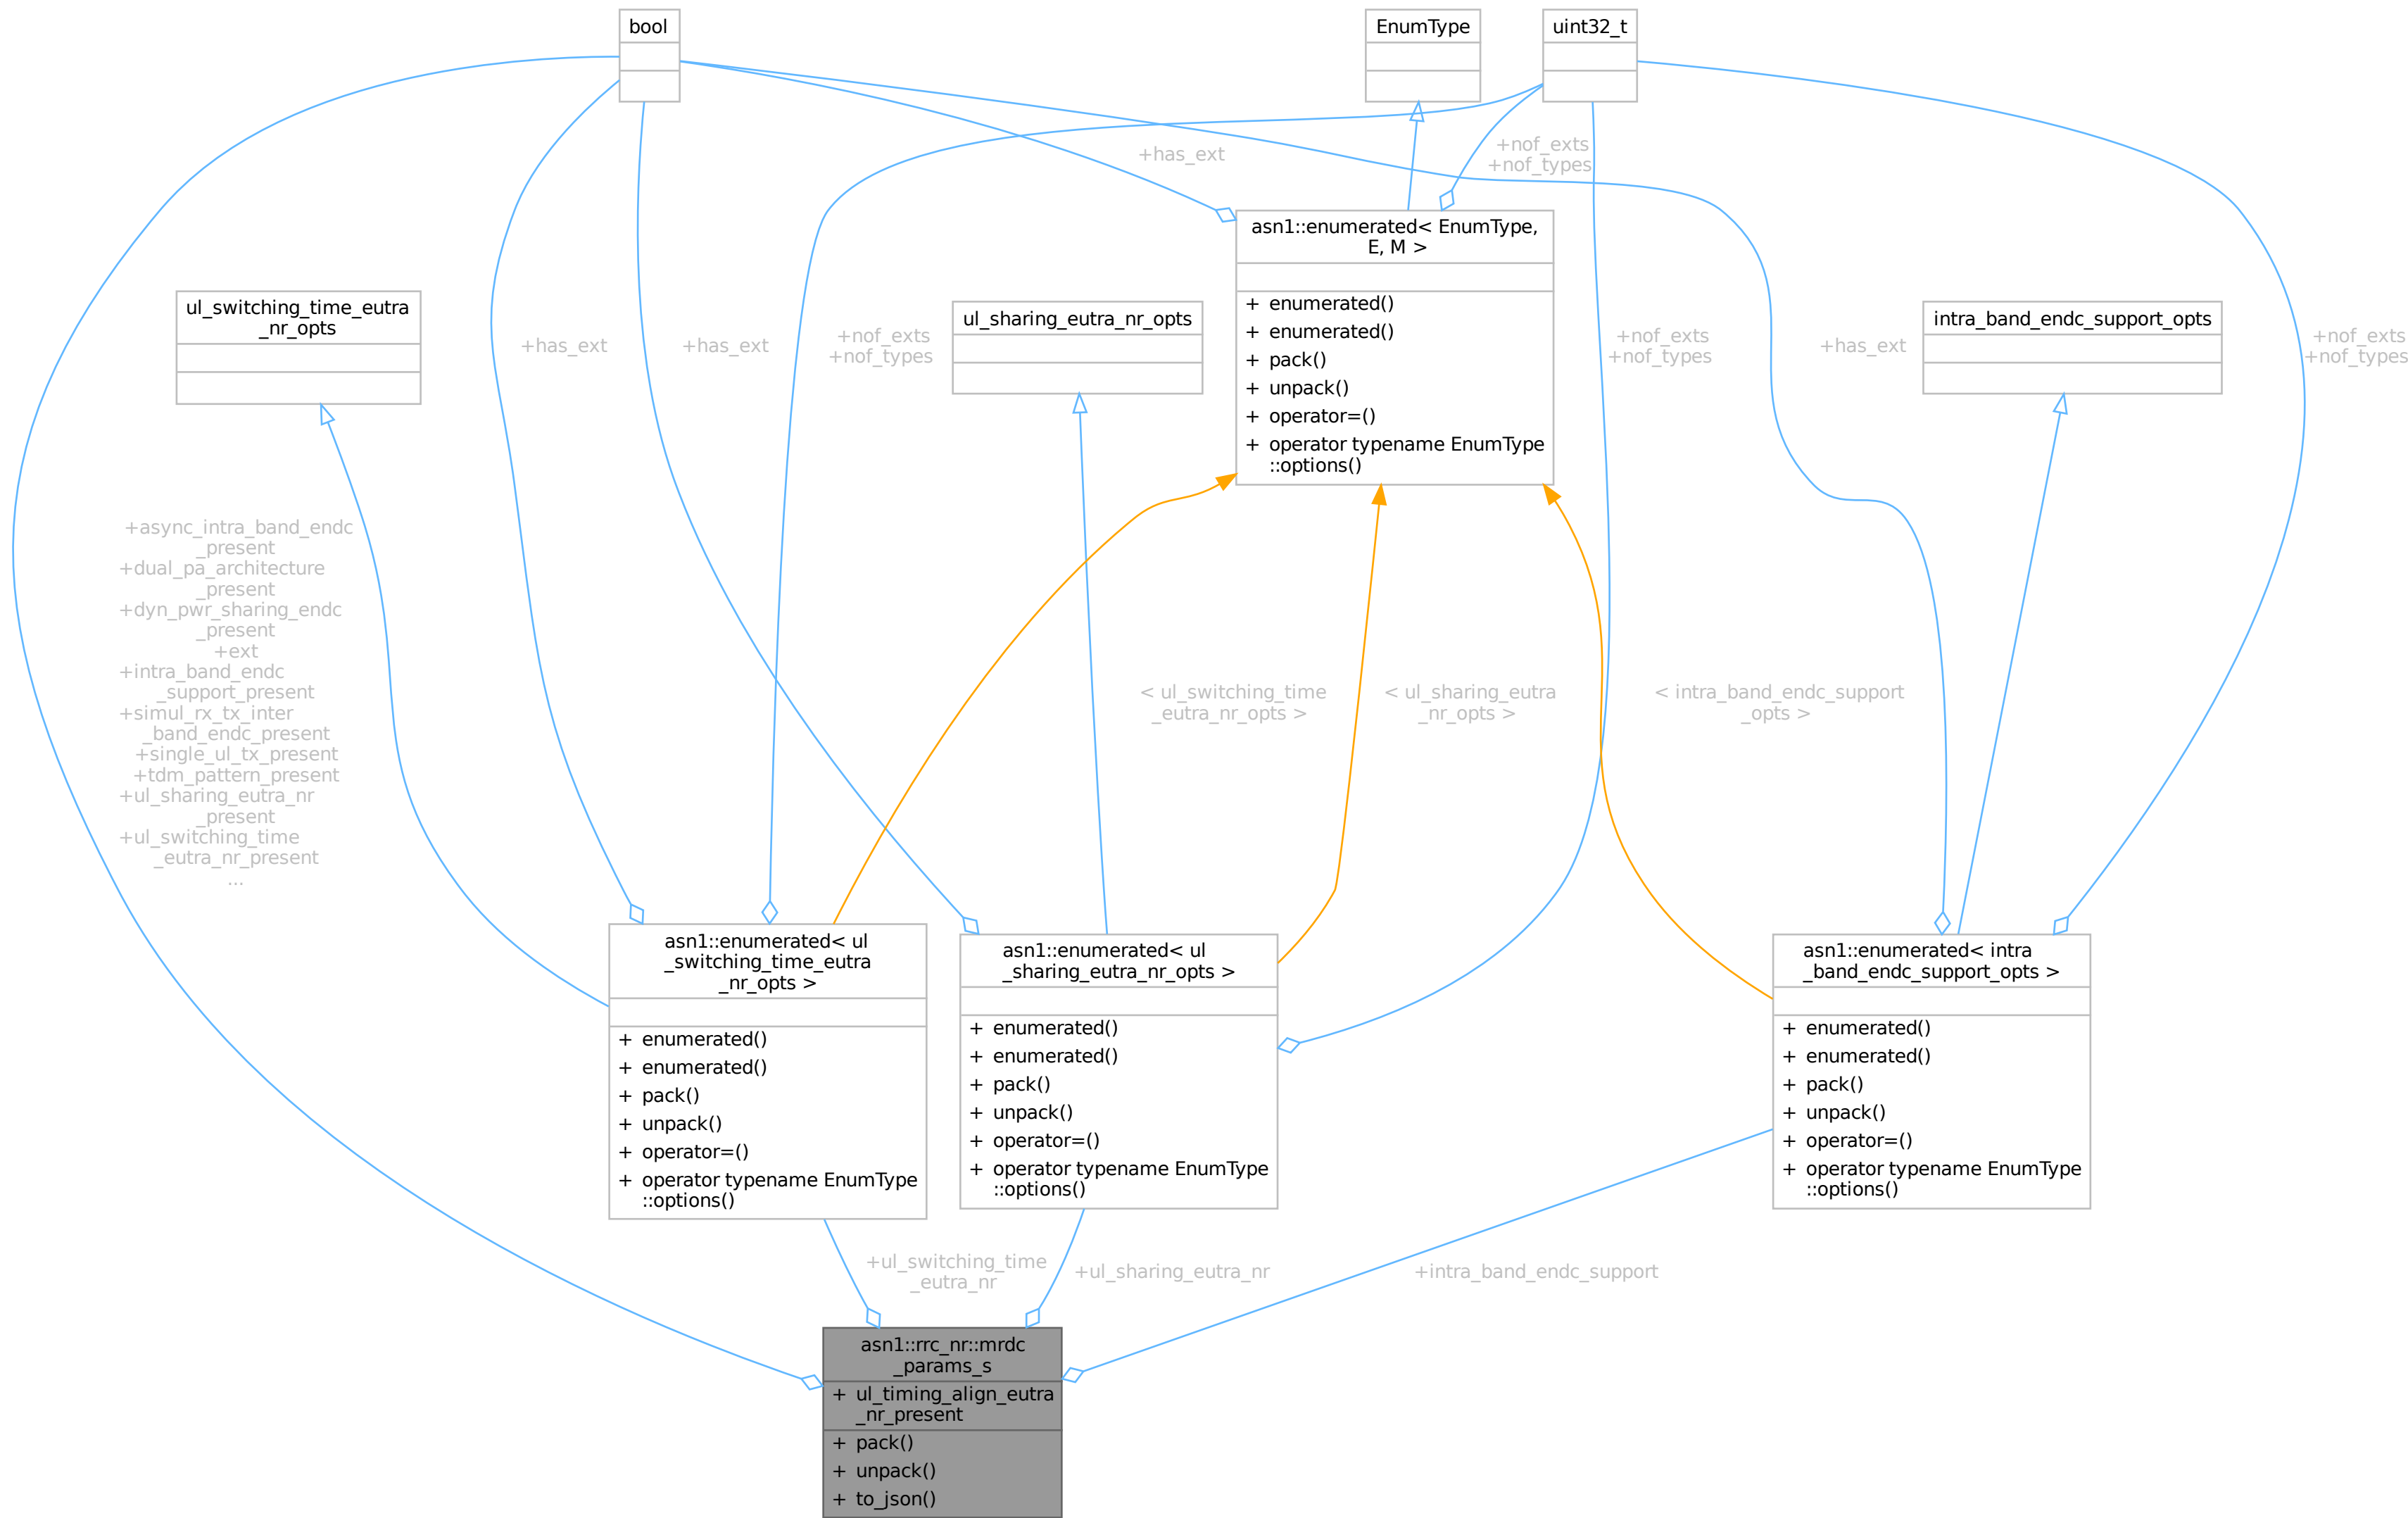 bool
EnumType
uint32_t
+has_ext
+nof_exts
+nof_types
asn1::enumerated< EnumType,
E, M >
+ enumerated()
+ enumerated()
+ pack()
+ unpack()
+ operator=()
+ operator typename EnumType
::options()
ul_switching_time_eutra
_nr_opts
ul_sharing_eutra_nr_opts
intra_band_endc_support_opts
+has_ext
+has_ext
+nof_exts
+nof_types
+nof_exts
+nof_types
+has_ext
+nof_exts
+nof_types
+async_intra_band_endc
_present
+dual_pa_architecture
_present
+dyn_pwr_sharing_endc
_present
+ext
+intra_band_endc
_support_present
+simul_rx_tx_inter
_band_endc_present
+single_ul_tx_present
+tdm_pattern_present
+ul_sharing_eutra_nr
_present
+ul_switching_time
_eutra_nr_present
...
< ul_switching_time
_eutra_nr_opts >
< ul_sharing_eutra
_nr_opts >
< intra_band_endc_support
_opts >
asn1::enumerated< ul
_switching_time_eutra
_nr_opts >
+ enumerated()
+ enumerated()
+ pack()
+ unpack()
+ operator=()
+ operator typename EnumType
::options()
asn1::enumerated< ul
_sharing_eutra_nr_opts >
+ enumerated()
+ enumerated()
+ pack()
+ unpack()
+ operator=()
+ operator typename EnumType
::options()
asn1::enumerated< intra
_band_endc_support_opts >
+ enumerated()
+ enumerated()
+ pack()
+ unpack()
+ operator=()
+ operator typename EnumType
::options()
+ul_switching_time
_eutra_nr
+ul_sharing_eutra_nr
+intra_band_endc_support
asn1::rrc_nr::mrdc
_params_s
+ ul_timing_align_eutra
_nr_present
+ pack()
+ unpack()
+ to_json()